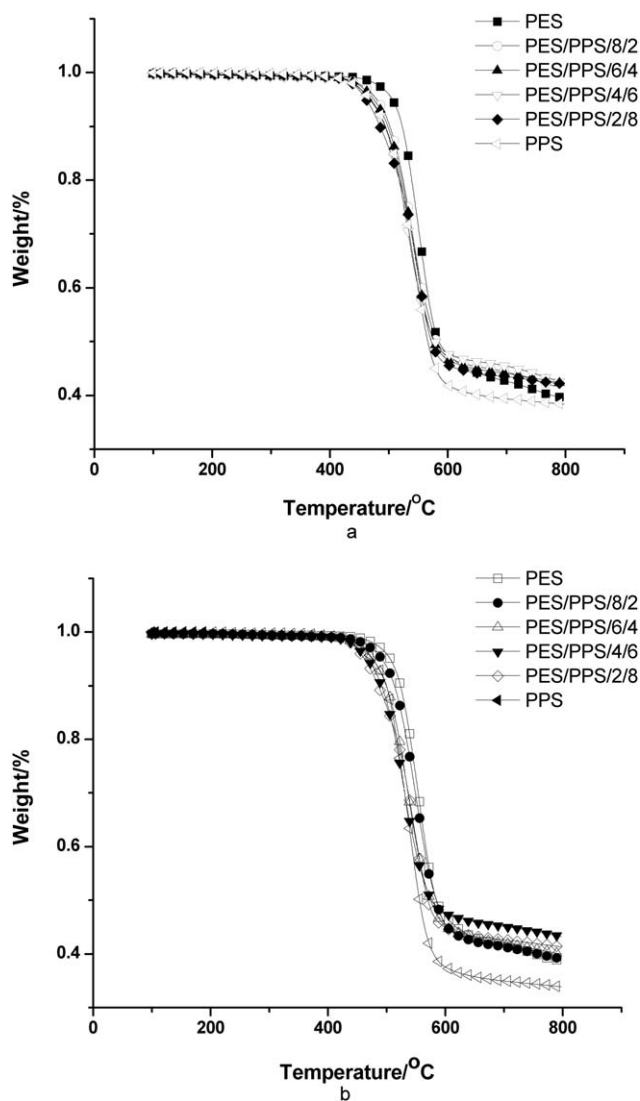 PES
PES/PPS/8/2
PES/PPS/6/4
PES/PPS/4/6
PES/PPS/2/8
PPS
1.0
0.8
0.6
0.4
Weight/%
0
200
400
600
800
Temperature/°C
a
PES
PES/PPS/8/2
PES/PPS/6/4
PES/PPS/4/6
PES/PPS/2/8
PPS
1.0
0.8
0.6
0.4
Weight/%
0
200
400
600
800
Temperature/°C
b